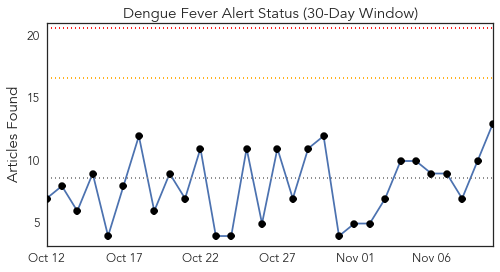 Dengue Fever Alert Status (30-Day Window)
Articles Found
20
15
10
5
Oct 12 Oct 17 Oct 22 Oct 27 Nov 01 Nov 06